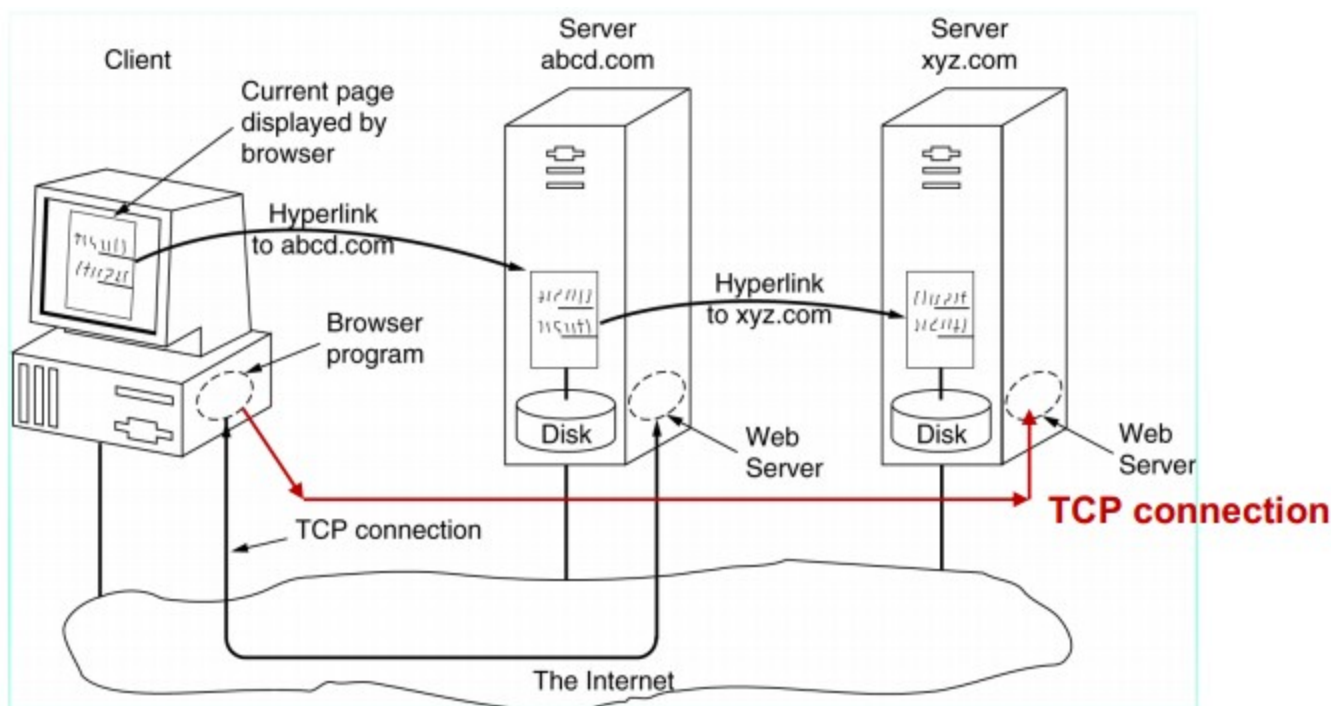 Client
Server
abcd.com
Server
xyz.com
Current page
displayed by
browser
Hyperlink
to abcd.com
Hyperlink
to xyz.com
Browser
program
Disk
Web
Server
Disk
Web
Server
TCP connection
TCP connection
The Internet